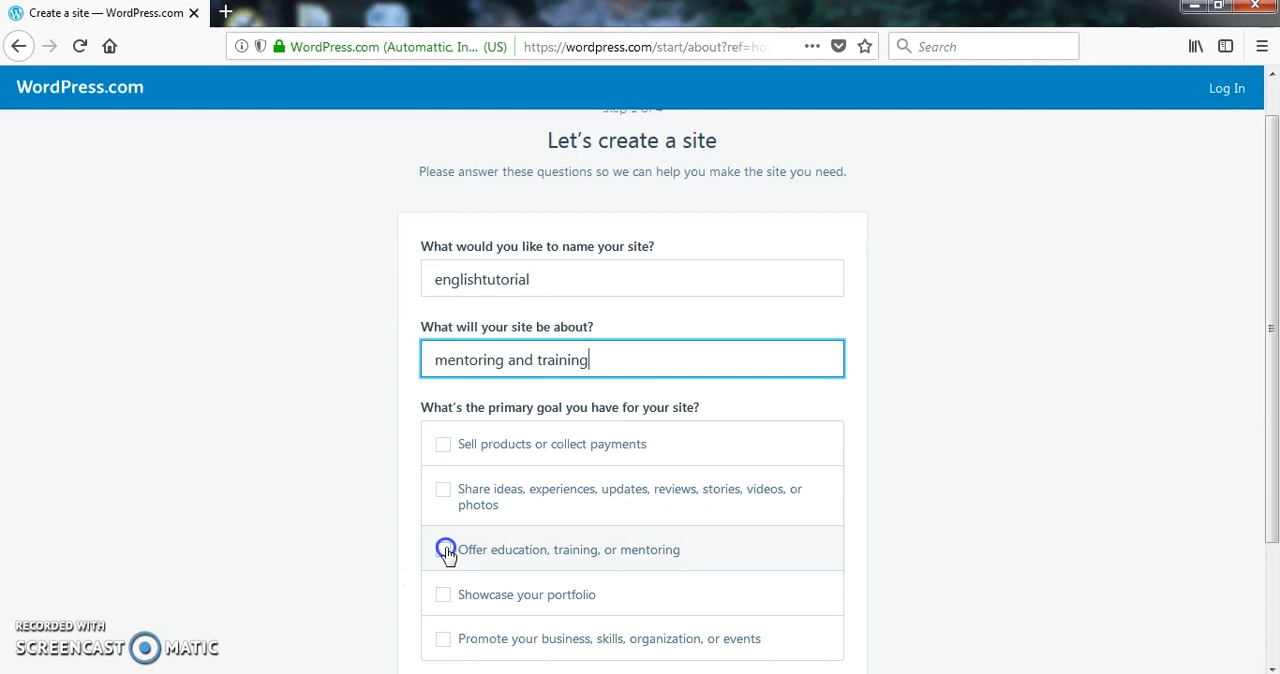 Create a site — WordPress.com
WordPress.com (Automattic, In... (US)
https://wordpress.com/start/about?ref=ho
Search
WordPress.com
Log In
Step 1 of 4
Let's create a site
Please answer these questions so we can help you make the site you need.
What would you like to name your site?
englishtutorial
What will your site be about?
mentoring and training
What's the primary goal you have for your site?
Sell products or collect payments
Share ideas, experiences, updates, reviews, stories, videos, or
photos
Offer education, training, or mentoring
Showcase your portfolio
Promote your business, skills, organization, or events
RECORDED WITH
SCREENCAST MATIC